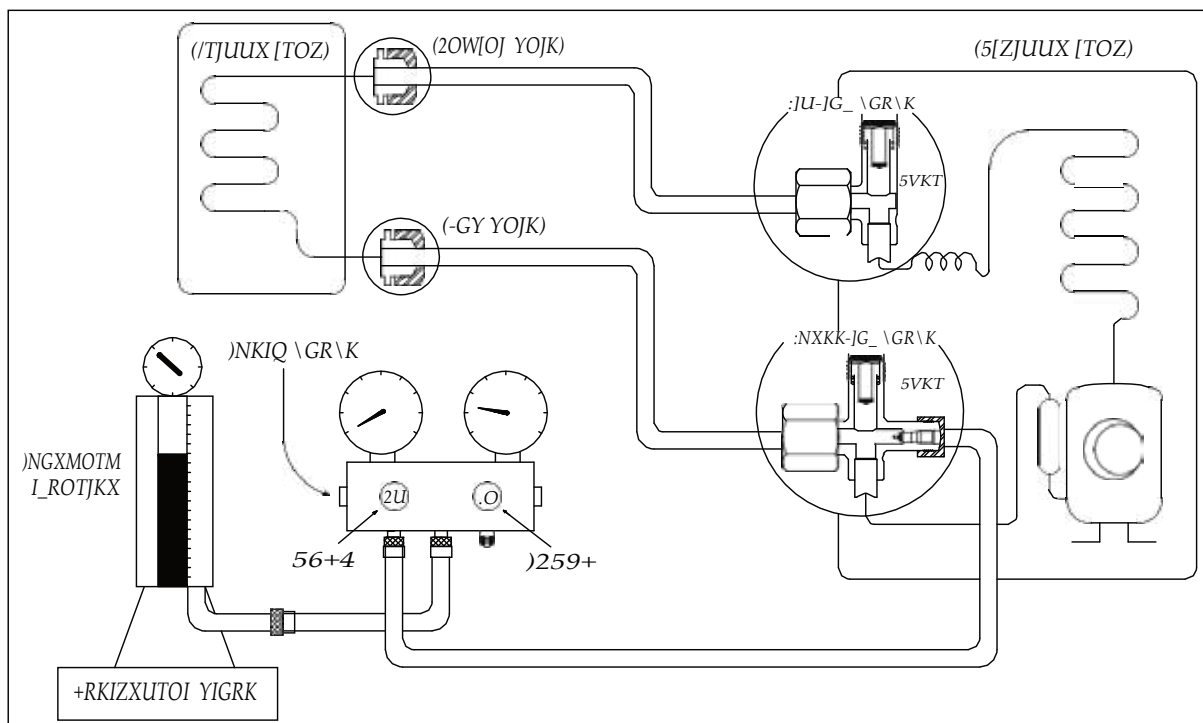 (/TJUUX [TOZ)
(2OW[OJ YOJK)
(5[ZJUUX [TOZ)
:]U-]G_ \GR\K
5VKT
(-GY YOJK)
:NXKK-]G_ \GR\K
5VKT
)NKIQ \GR\K
)NGXMOTM
I_ROTJKX
2U
.O
56+4
)259+
+RKIZXUTOI YIGRK